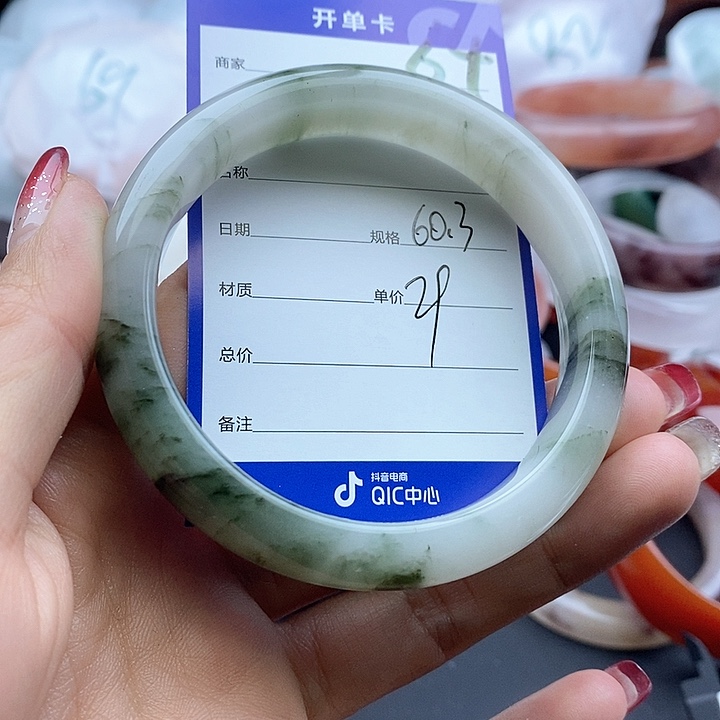 开单卡
商家
64
名称
日期 规格 60.3
材质 单价 29
总价
备注
抖音电商
QIC中心